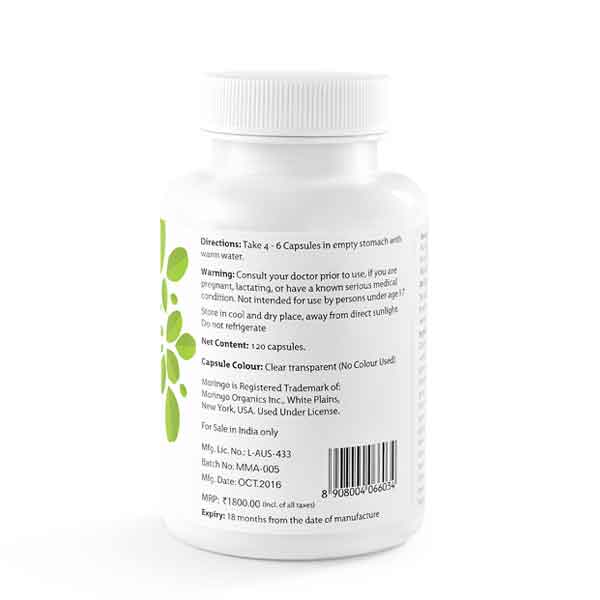 Directions: Take 4 - 6 Capsules in empty stomach with
warm water.
Warning: Consult your doctor prior to use, if you are
pregnant, lactating, or have a known serious medical
condition. Not intended for use by persons under age 17
Store in cool and dry place, away from direct sunlight.
Do not refrigerate
Net Content: 120 capsules.
Capsule Colour: Clear transparent (No Colour Used)
Moringo is Registered Trademark of:
Moringo Organics Inc., White Plains,
New York, USA. Used Under License.
For Sale in India only
Mfg. Lic. No.: L-AUS-433
Batch No: MMA-005
Mfg. Date: OCT.2016
8 908004 066034
MRP: ₹1800.00 (Incl. of all taxes)
Expiry: 18 months from the date of manufacture